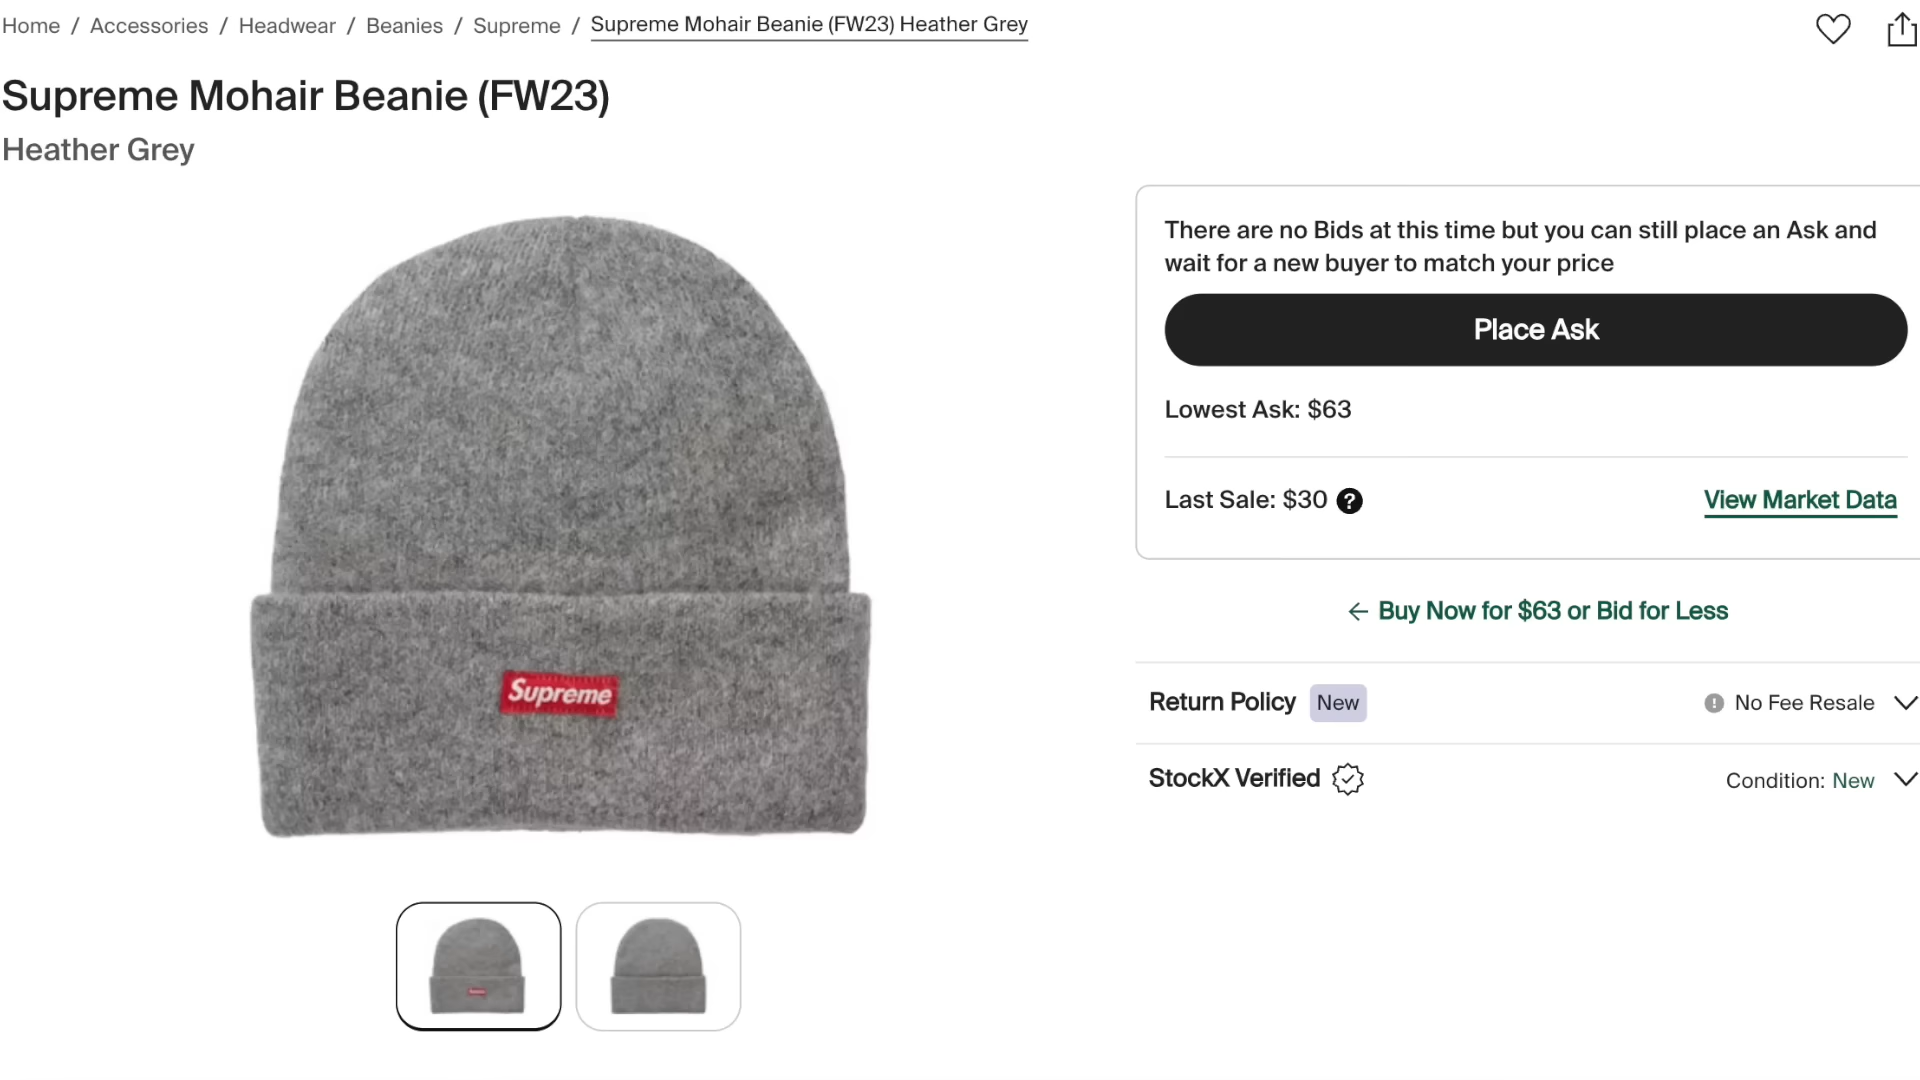 Home / Accessories / Headwear / Beanies / Supreme / Supreme Mohair Beanie (FW23) Heather Grey
Supreme Mohair Beanie (FW23)
Heather Grey
There are no Bids at this time but you can still place an Ask and
wait for a new buyer to match your price
Place Ask
Lowest Ask: $63
Last Sale: $30 ?
View Market Data
← Buy Now for $63 or Bid for Less
Return Policy New
! No Fee Resale
StockX Verified
Condition: New
Supreme